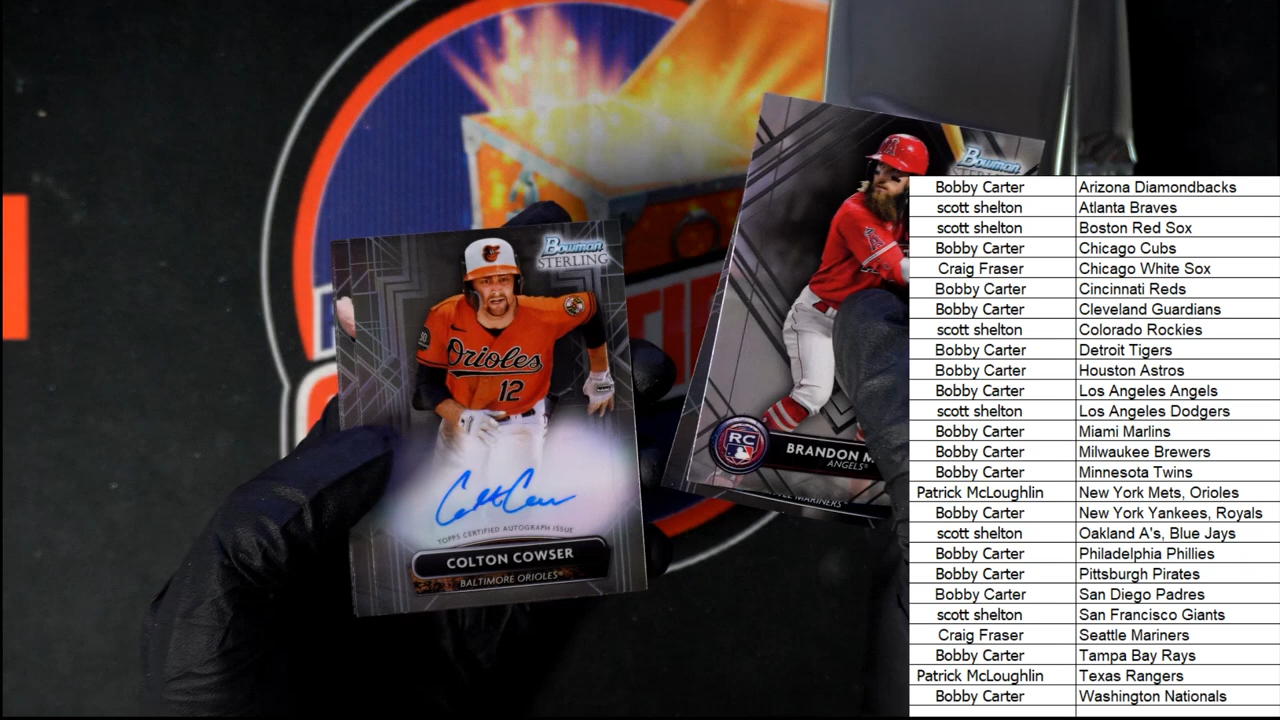 Bowman
STERLING
Orioles
12
TOPPS CERTIFIED AUTOGRAPH ISSUE
COLTON COWSER
BALTIMORE ORIOLES
Bowman
RC
BRANDON M
ANGELS
MARINERS
Bobby Carter Arizona Diamondbacks
scott shelton Atlanta Braves
scott shelton Boston Red Sox
Bobby Carter Chicago Cubs
Craig Fraser Chicago White Sox
Bobby Carter Cincinnati Reds
Bobby Carter Cleveland Guardians
scott shelton Colorado Rockies
Bobby Carter Detroit Tigers
Bobby Carter Houston Astros
Bobby Carter Los Angeles Angels
scott shelton Los Angeles Dodgers
Bobby Carter Miami Marlins
Bobby Carter Milwaukee Brewers
Bobby Carter Minnesota Twins
Patrick McLoughlin New York Mets, Orioles
Bobby Carter New York Yankees, Royals
scott shelton Oakland A's, Blue Jays
Bobby Carter Philadelphia Phillies
Bobby Carter Pittsburgh Pirates
Bobby Carter San Diego Padres
scott shelton San Francisco Giants
Craig Fraser Seattle Mariners
Bobby Carter Tampa Bay Rays
Patrick McLoughlin Texas Rangers
Bobby Carter Washington Nationals